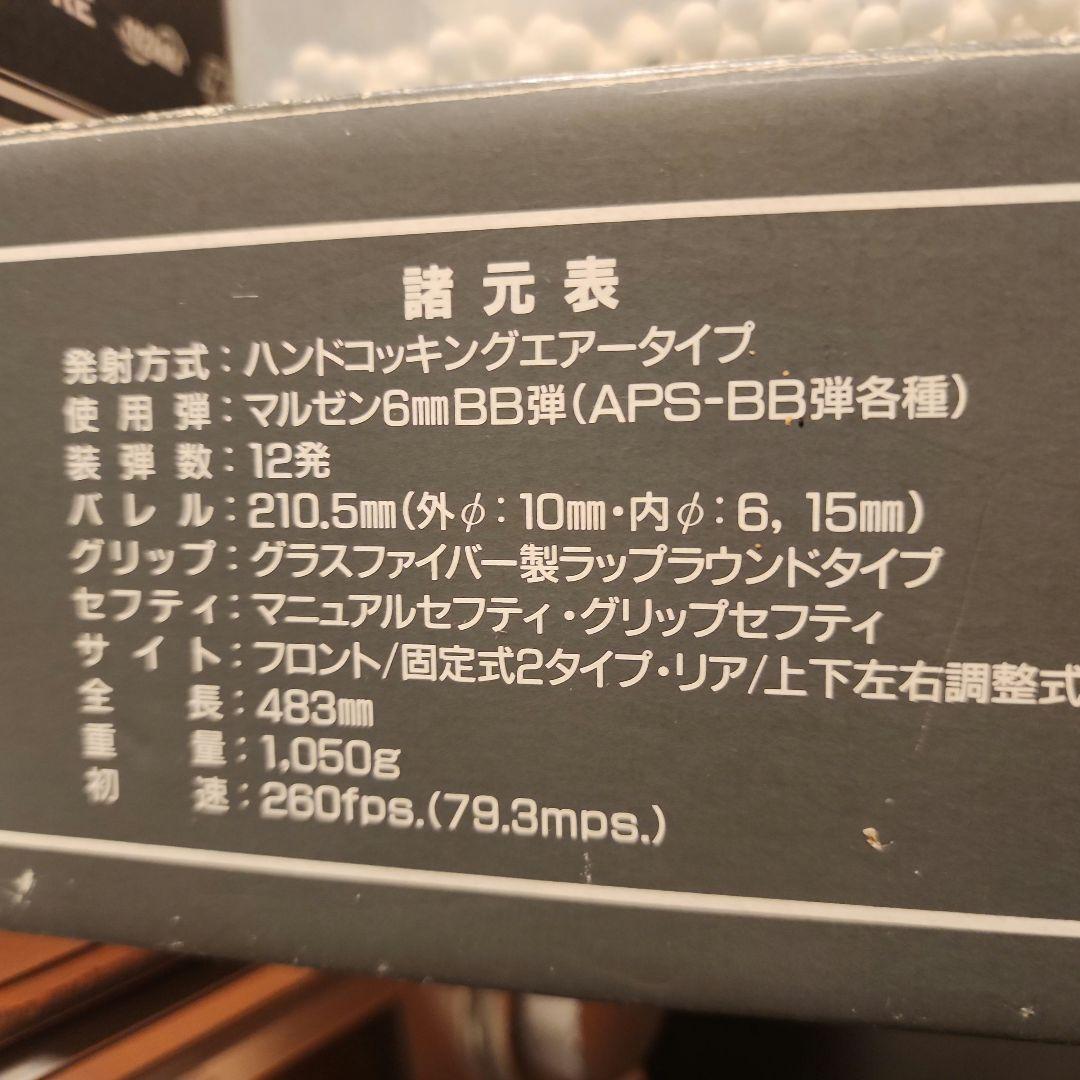 諸元表
発射方式：ハンドコッキングエアータイプ
使用弾：マルゼン6㎜BB弾(APS-BB弾各種)
装弾数：12発
バレル：210.5㎜(外φ：10㎜・内φ：6, 15㎜)
グリップ：グラスファイバー製ラップラウンドタイプ
セフティ：マニュアルセフティ・グリップセフティ
サイト：フロント/固定式2タイプ・リア/上下左右調整式
全長：483㎜
重量：1,050g
初速：260fps.(79.3mps.)